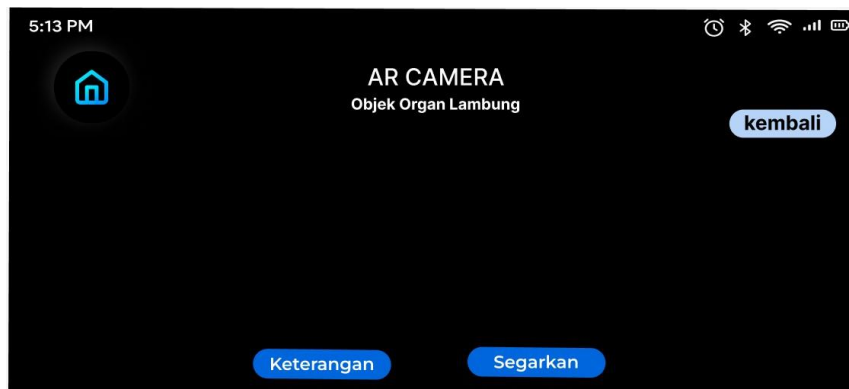 5:13 PM
AR CAMERA
Objek Organ Lambung
kembali
Keterangan
Segarkan